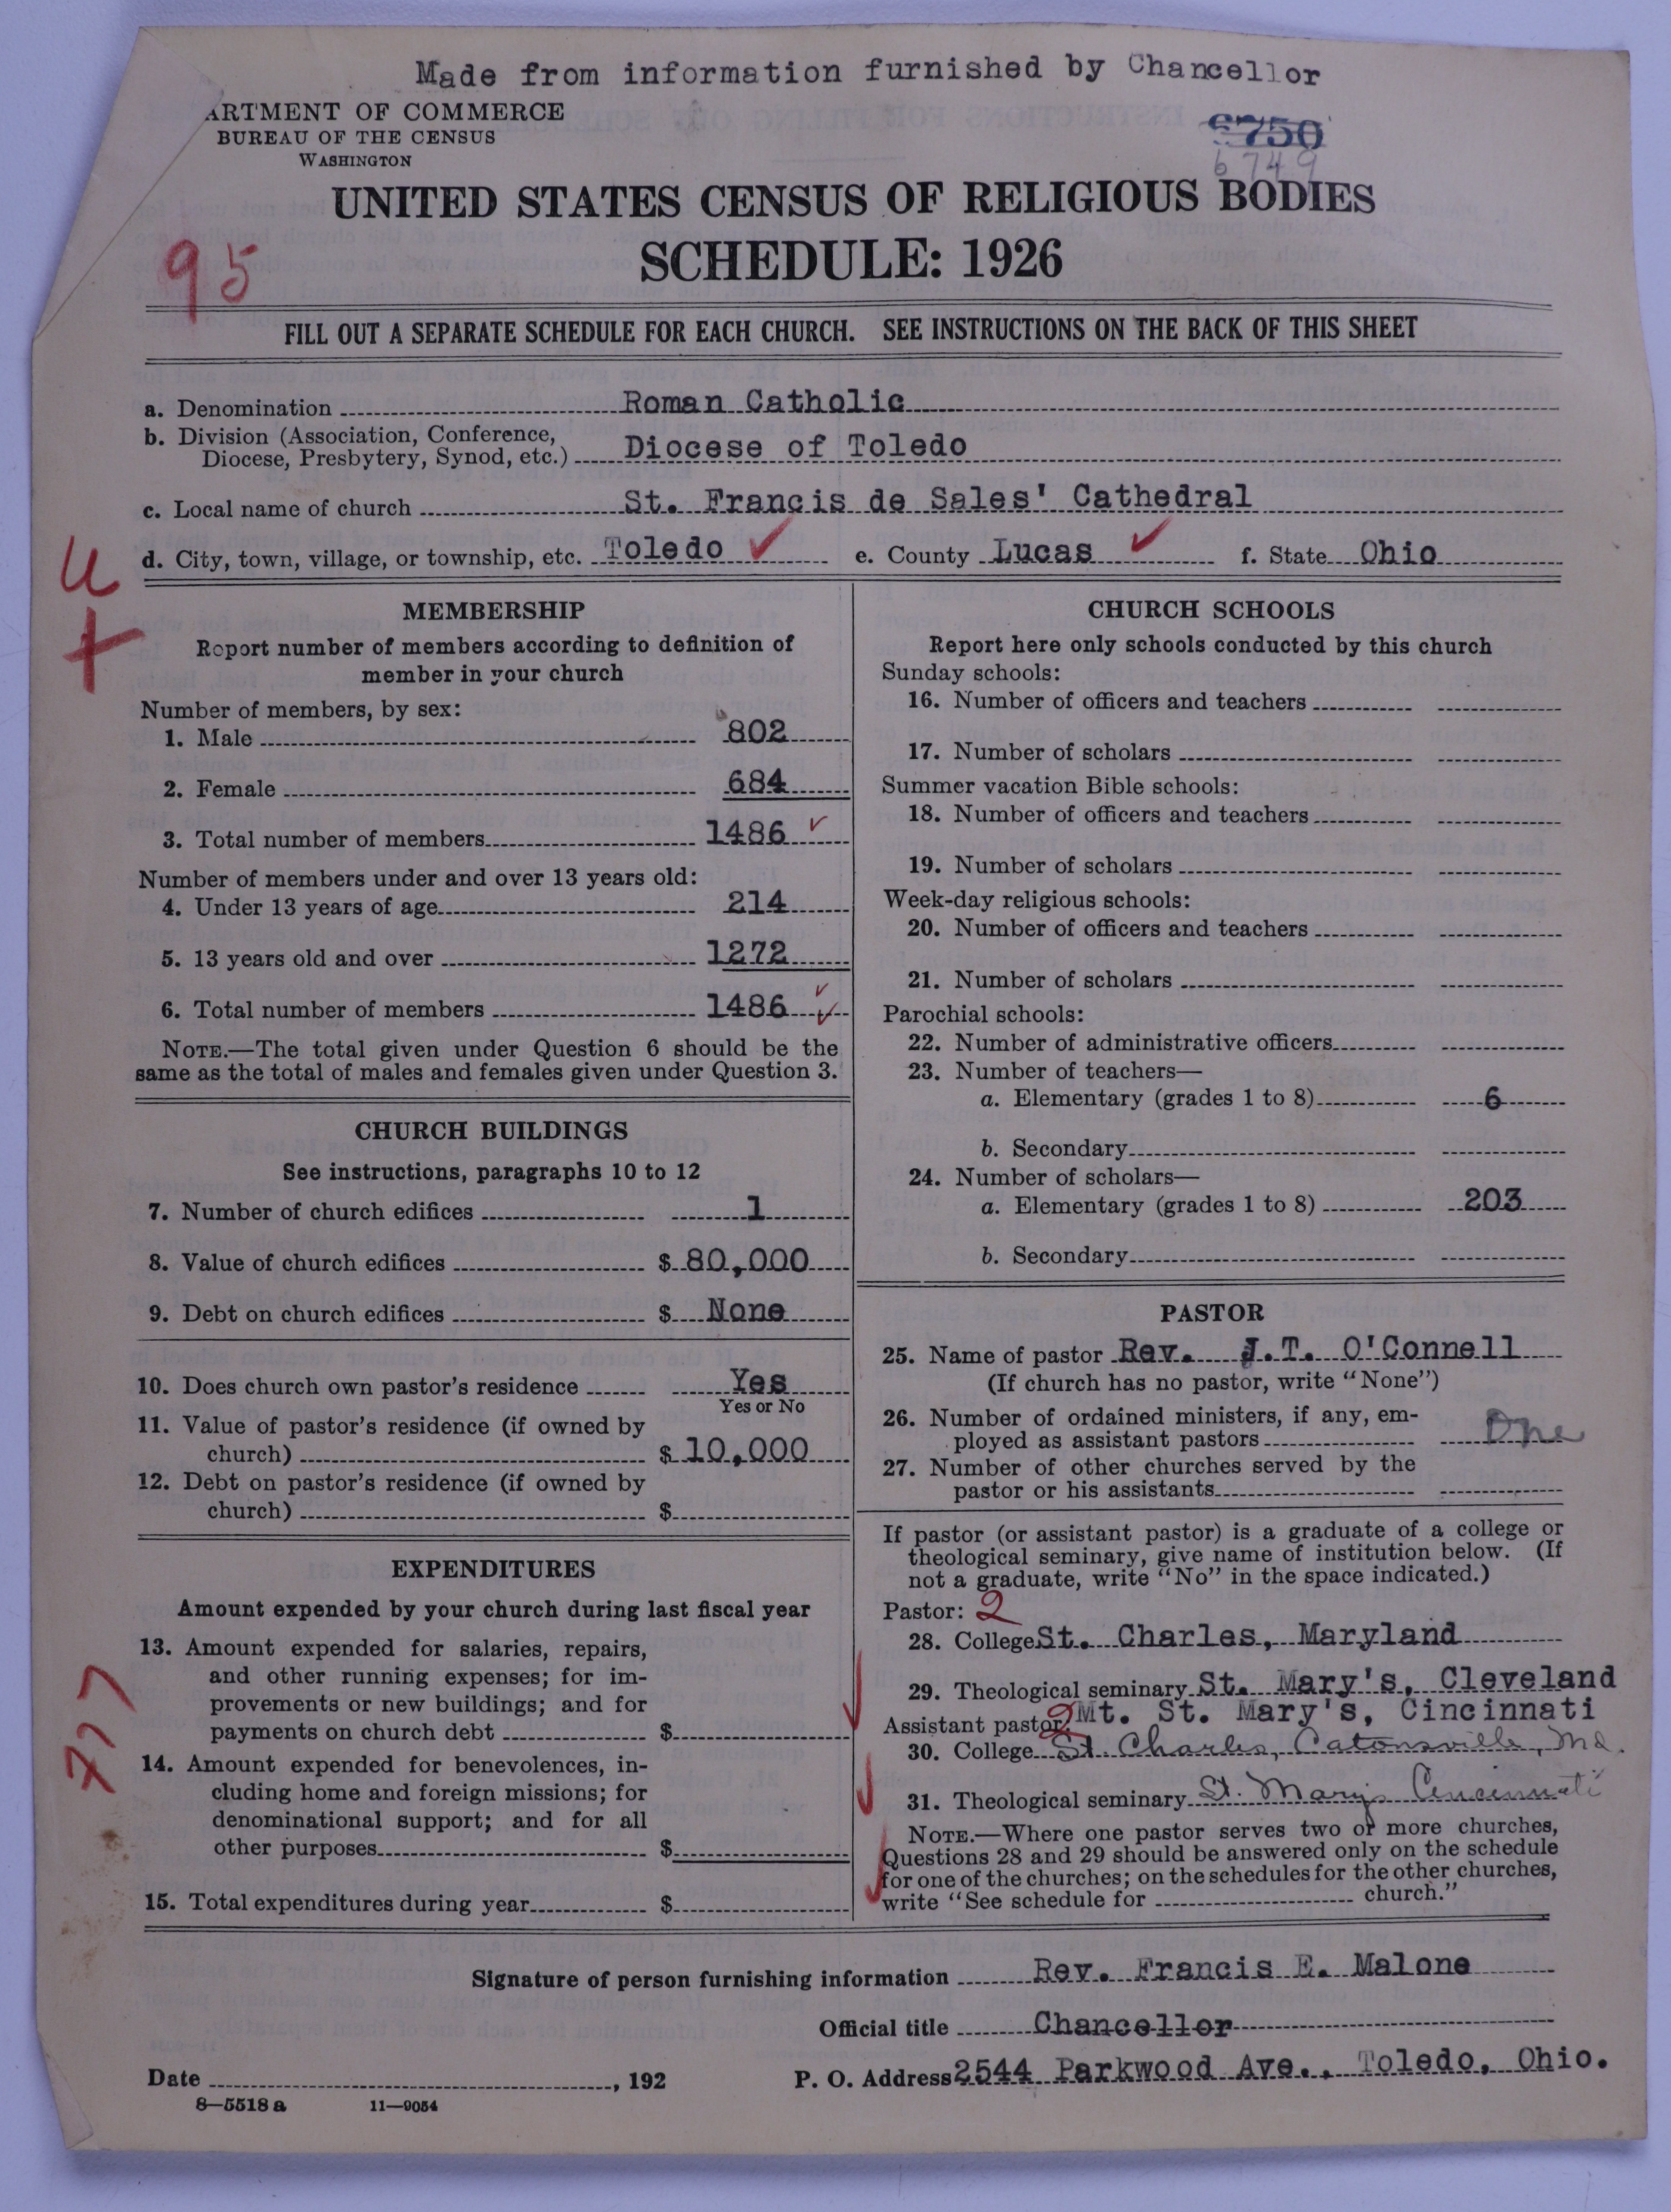 Made from information furnished by Chancellor
ARTMENT OF COMMERCE
BUREAU OF THE CENSUS
WASHINGTON
6750
6749
UNITED STATES CENSUS OF RELIGIOUS BODIES
SCHEDULE: 1926
95
FILL OUT A SEPARATE SCHEDULE FOR EACH CHURCH. SEE INSTRUCTIONS ON THE BACK OF THIS SHEET
a. Denomination Roman Catholic
b. Division (Association, Conference,
Diocese, Presbytery, Synod, etc.) Diocese of Toledo
c. Local name of church St. Francis de Sales' Cathedral
d. City, town, village, or township, etc. Toledo ✓ e. County Lucas ✓ f. State Ohio
U
+
MEMBERSHIP
Report number of members according to definition of
member in your church
Number of members, by sex:
1. Male 802
2. Female 684
3. Total number of members 1486 ✓
Number of members under and over 13 years old:
4. Under 13 years of age 214
5. 13 years old and over 1272
6. Total number of members 1486 ✓ ✓
NOTE.—The total given under Question 6 should be the
same as the total of males and females given under Question 3.
CHURCH BUILDINGS
See instructions, paragraphs 10 to 12
7. Number of church edifices 1
8. Value of church edifices $ 80,000
9. Debt on church edifices $ None
10. Does church own pastor's residence Yes
Yes or No
11. Value of pastor's residence (if owned by
church) $ 10,000
12. Debt on pastor's residence (if owned by
church) $
EXPENDITURES
Amount expended by your church during last fiscal year
13. Amount expended for salaries, repairs,
and other running expenses; for im-
provements or new buildings; and for
payments on church debt $
777
14. Amount expended for benevolences, in-
cluding home and foreign missions; for
denominational support; and for all
other purposes $
15. Total expenditures during year $
CHURCH SCHOOLS
Report here only schools conducted by this church
Sunday schools:
16. Number of officers and teachers
17. Number of scholars
Summer vacation Bible schools:
18. Number of officers and teachers
19. Number of scholars
Week-day religious schools:
20. Number of officers and teachers
21. Number of scholars
Parochial schools:
22. Number of administrative officers
23. Number of teachers—
a. Elementary (grades 1 to 8) 6
b. Secondary
24. Number of scholars—
a. Elementary (grades 1 to 8) 203
b. Secondary
PASTOR
25. Name of pastor Rev. J.T. O'Connell
(If church has no pastor, write "None")
26. Number of ordained ministers, if any, em-
ployed as assistant pastors One
27. Number of other churches served by the
pastor or his assistants
If pastor (or assistant pastor) is a graduate of a college or
theological seminary, give name of institution below. (If
not a graduate, write "No" in the space indicated.)
Pastor: 2
28. College St. Charles, Maryland
29. Theological seminary St. Mary's, Cleveland
Assistant pastor: 2 Mt. St. Mary's, Cincinnati
30. College St. Charles, Catonsville, Md.
31. Theological seminary St. Mary's Cincinnati
NOTE.—Where one pastor serves two or more churches,
Questions 28 and 29 should be answered only on the schedule
for one of the churches; on the schedules for the other churches,
write "See schedule for church."
Signature of person furnishing information Rev. Francis E. Malone
Official title Chancellor
Date , 192 P. O. Address 2544 Parkwood Ave., Toledo, Ohio.
8—5518 a 11—9054